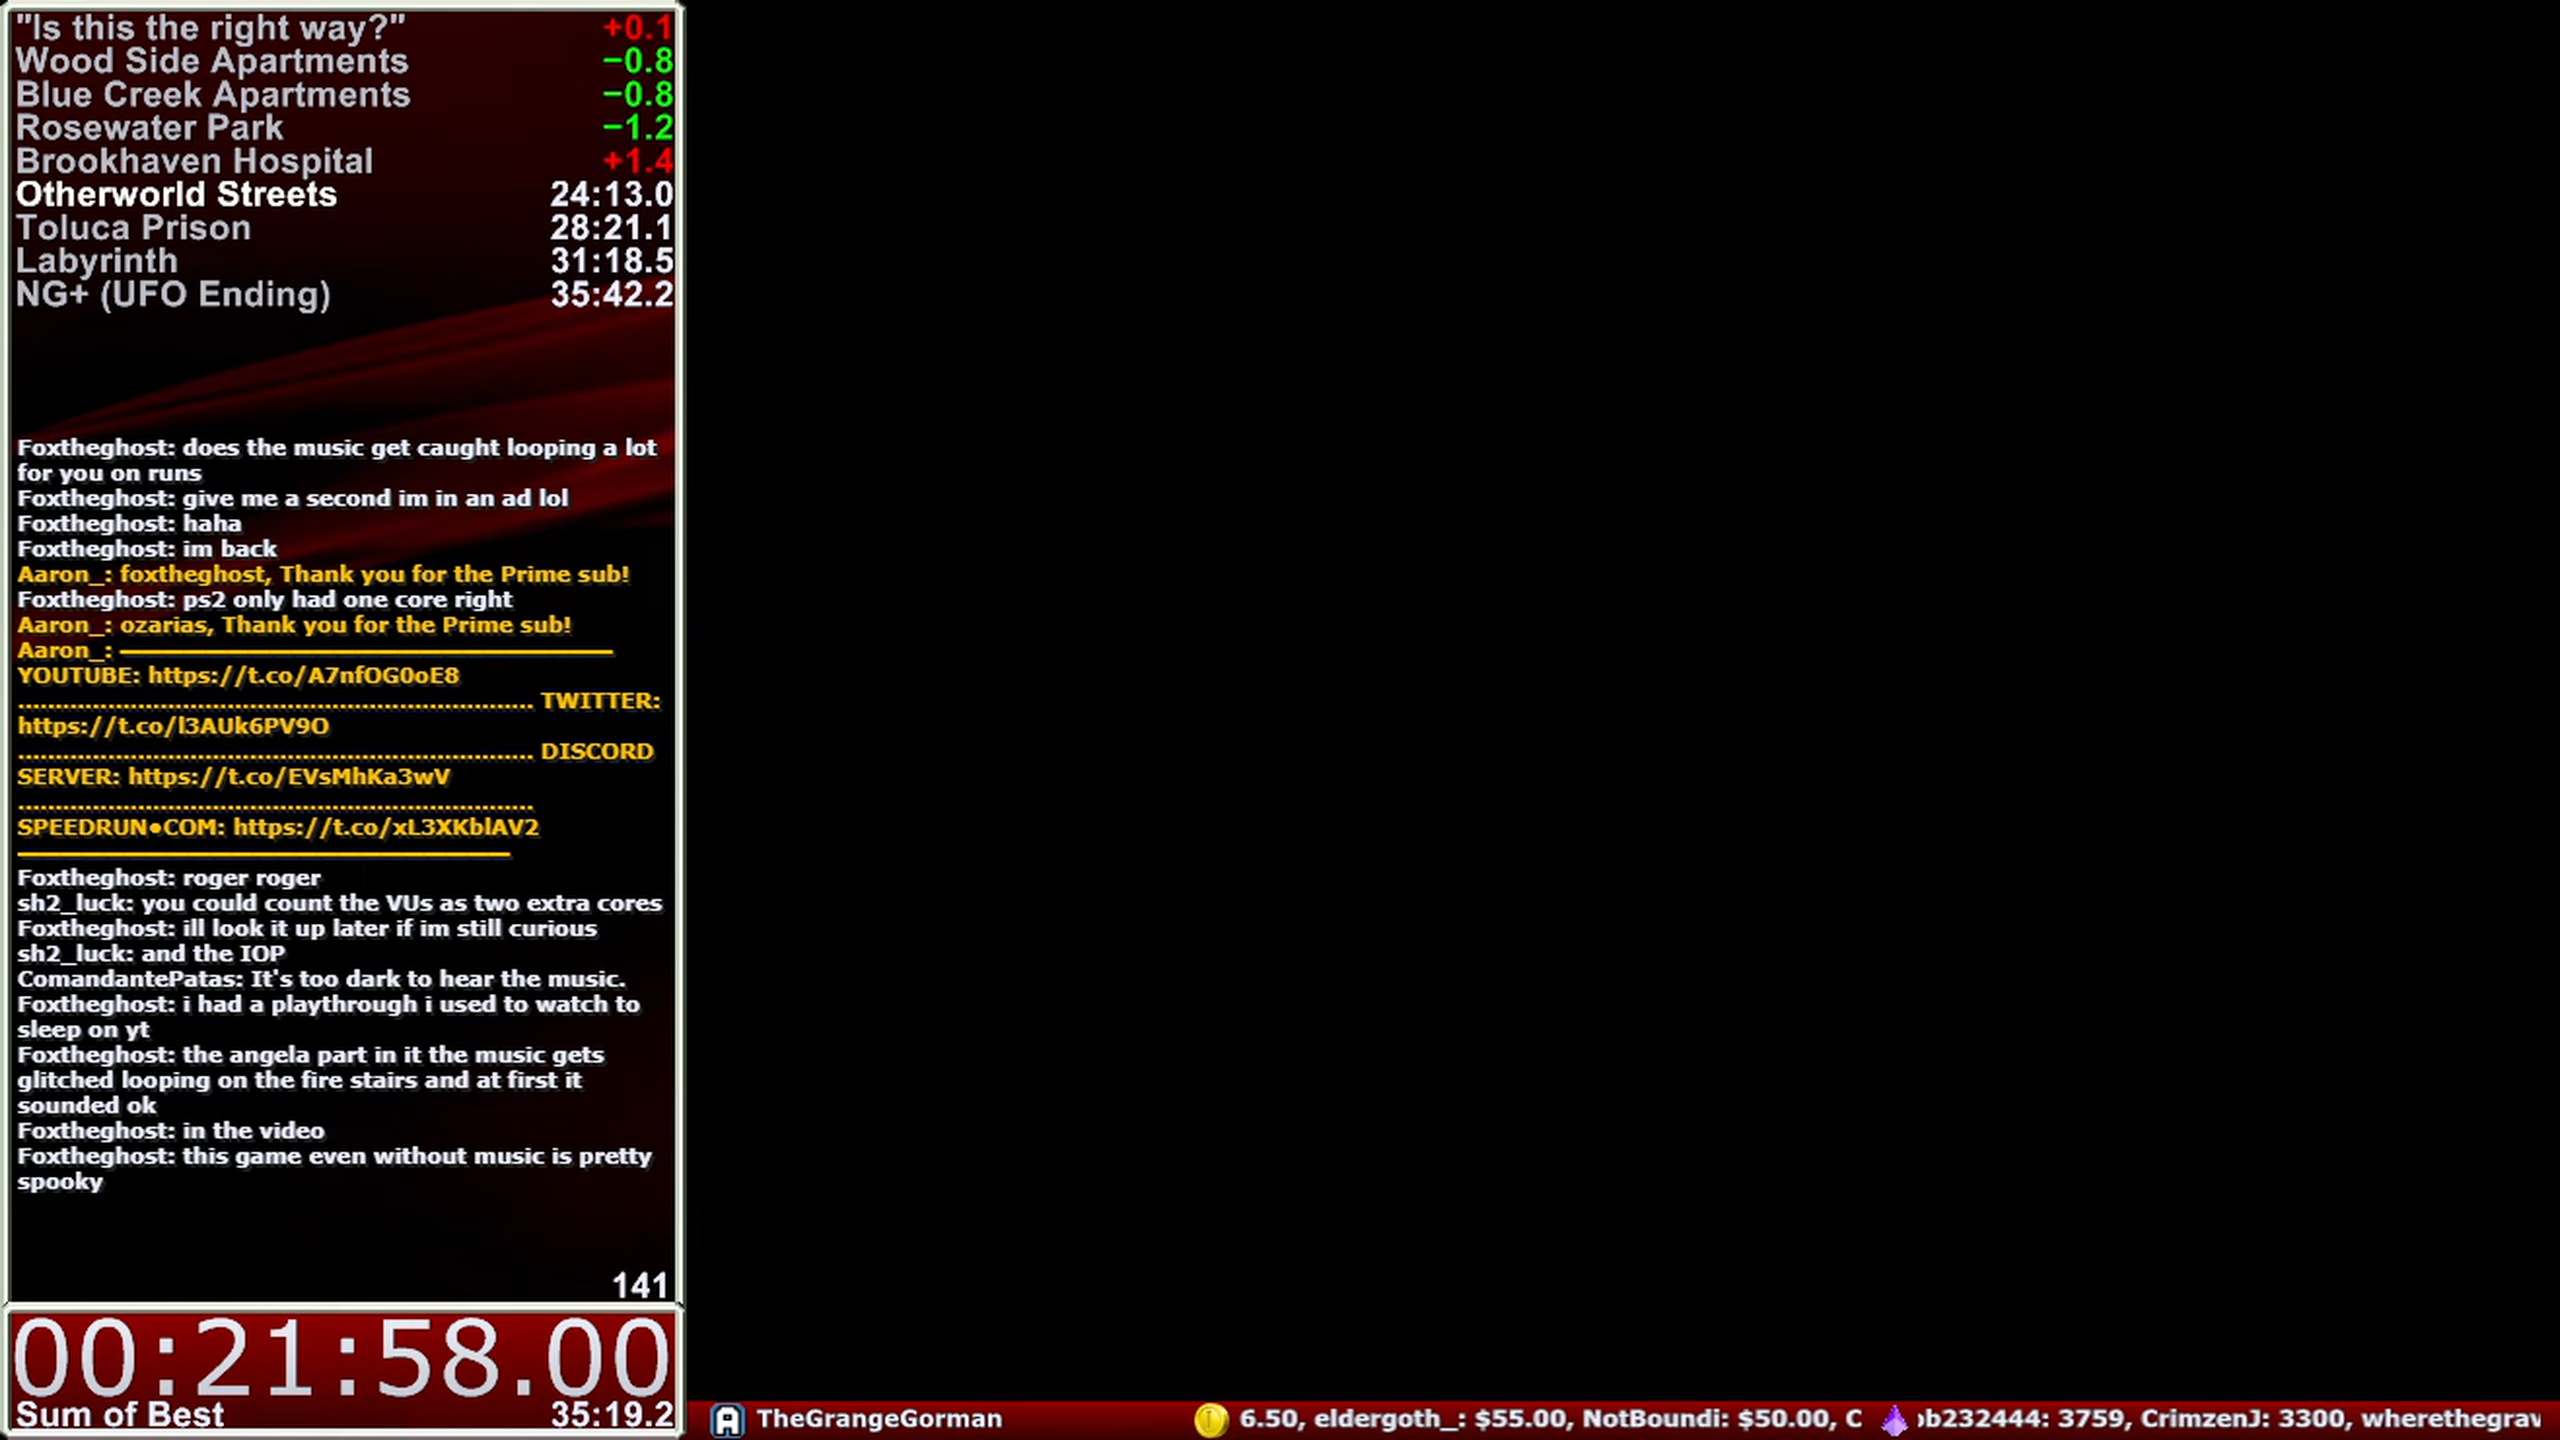 "Is this the right way?" +0.1
Wood Side Apartments −0.8
Blue Creek Apartments −0.8
Rosewater Park −1.2
Brookhaven Hospital +1.4
Otherworld Streets 24:13.0
Toluca Prison 28:21.1
Labyrinth 31:18.5
NG+ (UFO Ending) 35:42.2
Foxtheghost: does the music get caught looping a lot
for you on runs
Foxtheghost: give me a second im in an ad lol
Foxtheghost: haha
Foxtheghost: im back
Aaron_: foxtheghost, Thank you for the Prime sub!
Foxtheghost: ps2 only had one core right
Aaron_: ozarias, Thank you for the Prime sub!
Aaron_:
YOUTUBE: https://t.co/A7nfOG0oE8
TWITTER:
https://t.co/l3AUk6PV9O
DISCORD
SERVER: https://t.co/EVsMhKa3wV
SPEEDRUN●COM: https://t.co/xL3XKblAV2
Foxtheghost: roger roger
sh2_luck: you could count the VUs as two extra cores
Foxtheghost: ill look it up later if im still curious
sh2_luck: and the IOP
ComandantePatas: It's too dark to hear the music.
Foxtheghost: i had a playthrough i used to watch to
sleep on yt
Foxtheghost: the angela part in it the music gets
glitched looping on the fire stairs and at first it
sounded ok
Foxtheghost: in the video
Foxtheghost: this game even without music is pretty
spooky
141
00:21:58.00
Sum of Best 35:19.2
A TheGrangeGorman 6.50, eldergoth_: $55.00, NotBoundi: $50.00, C b232444: 3759, CrimzenJ: 3300, wherethegrav